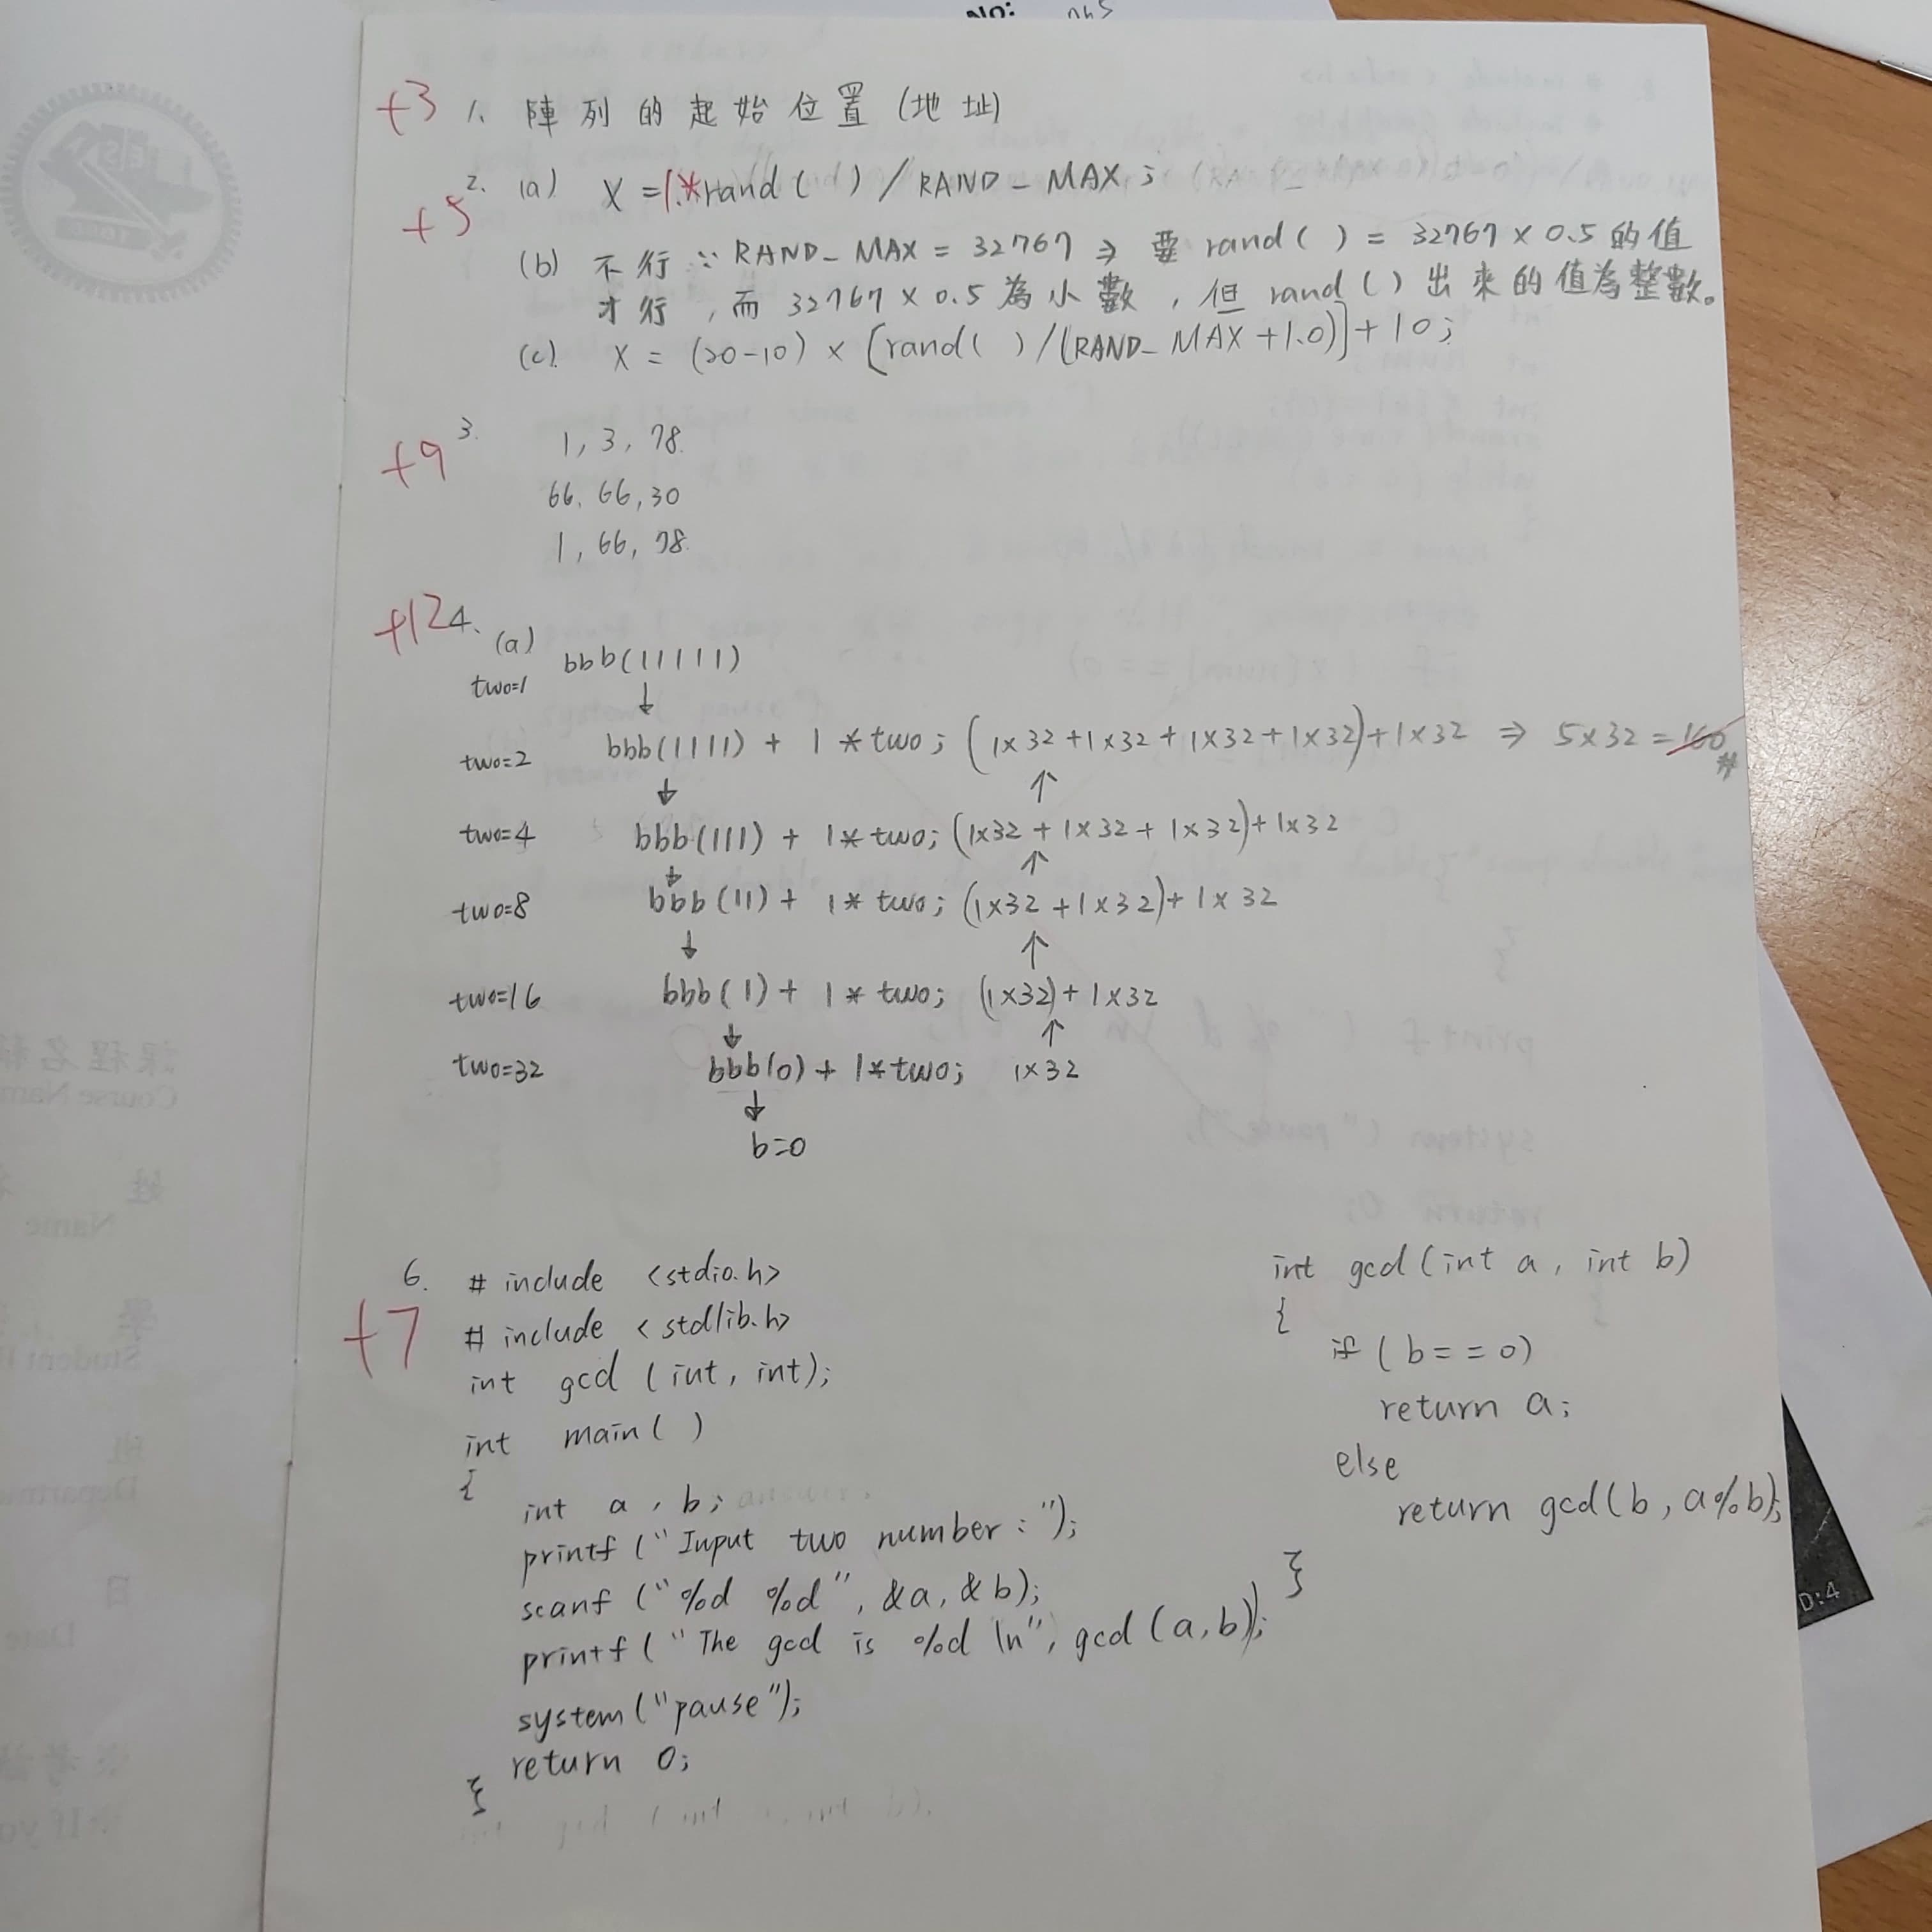 +3 1、陣列的起始位置(地址)
+5 2. (a) X = 1.*rand( ) / RAND_MAX ;
(b) 不行 ∵ RAND_MAX = 32767 ⇒ 要 rand( ) = 32767 × 0.5 的值
才行,而 32767 × 0.5 為小數,但 rand( ) 出來的值為整數。
(c) X = (20-10) × [rand( )/(RAND_MAX+1.0)]+10;
+9 3. 1, 3, 78.
66, 66, 30
1, 66, 78.
+12 4. (a)
two=1 bbb(11111)
↓
two=2 bbb(1111) + 1 * two; (1×32+1×32+1×32+1×32)+1×32 ⇒ 5×32=160#
↓ ↑
two=4 bbb(111) + 1* two; (1×32+1×32+1×32)+1×32
↓ ↑
two=8 bbb(11)+ 1* two; (1×32+1×32)+1×32
↓ ↑
two=16 bbb(1)+ 1* two; (1×32)+1×32
↓ ↑
two=32 bbb(0)+ 1*two; 1×32
↓
b=0
+7 6. # include <stdio.h>
# include <stdlib.h>
int gcd (int, int);
int main( )
{
int a, b;
printf ("Input two number:");
scanf ("%d %d", &a, &b);
printf ("The gcd is %d \n", gcd (a,b));
system("pause");
return 0;
}
int gcd (int a, int b)
{
if (b==0)
return a;
else
return gcd(b, a%b);
}
D:4